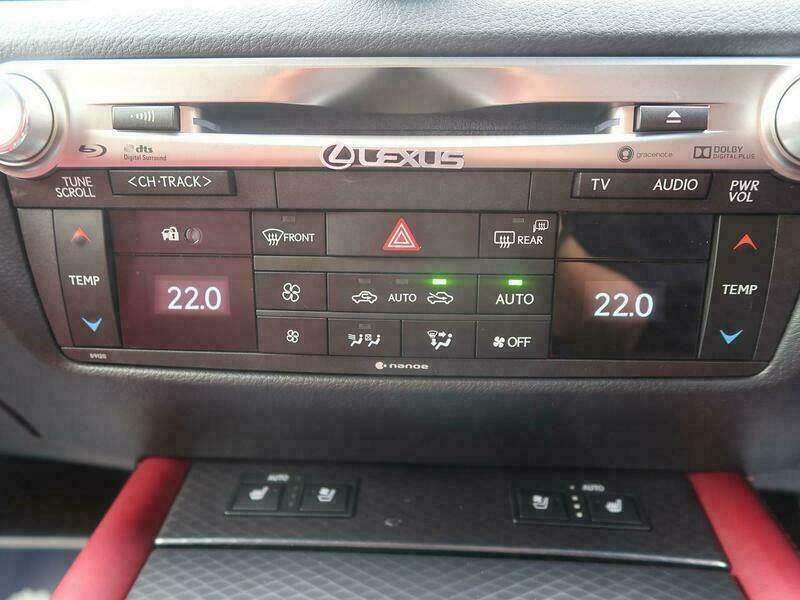 dts
Digital Surround
LEXUS
gracenote
DOLBY
DIGITAL PLUS
TUNE
SCROLL
<CH·TRACK>
TV
AUDIO
PWR
VOL
TEMP
FRONT
REAR
TEMP
22.0
AUTO
AUTO
22.0
OFF
69120
nanoe
AUTO
AUTO